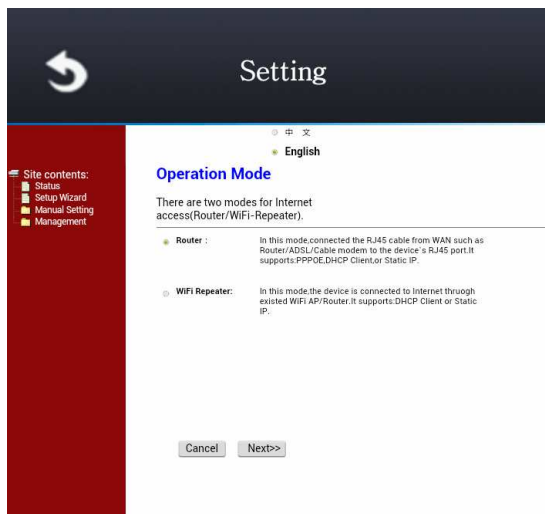 Setting
中 文
English
Site contents:
Status
Setup Wizard
Manual Setting
Management
Operation Mode
There are two modes for Internet
access(Router/WiFi-Repeater).
Router :
In this mode,connected the RJ45 cable from WAN such as
Router/ADSL/Cable modem to the device's RJ45 port.It
supports:PPPOE,DHCP Client,or Static IP.
WiFi Repeater:
In this mode,the device is connected to Internet thruogh
existed WiFi AP/Router.It supports:DHCP Client or Static
IP.
Cancel
Next>>